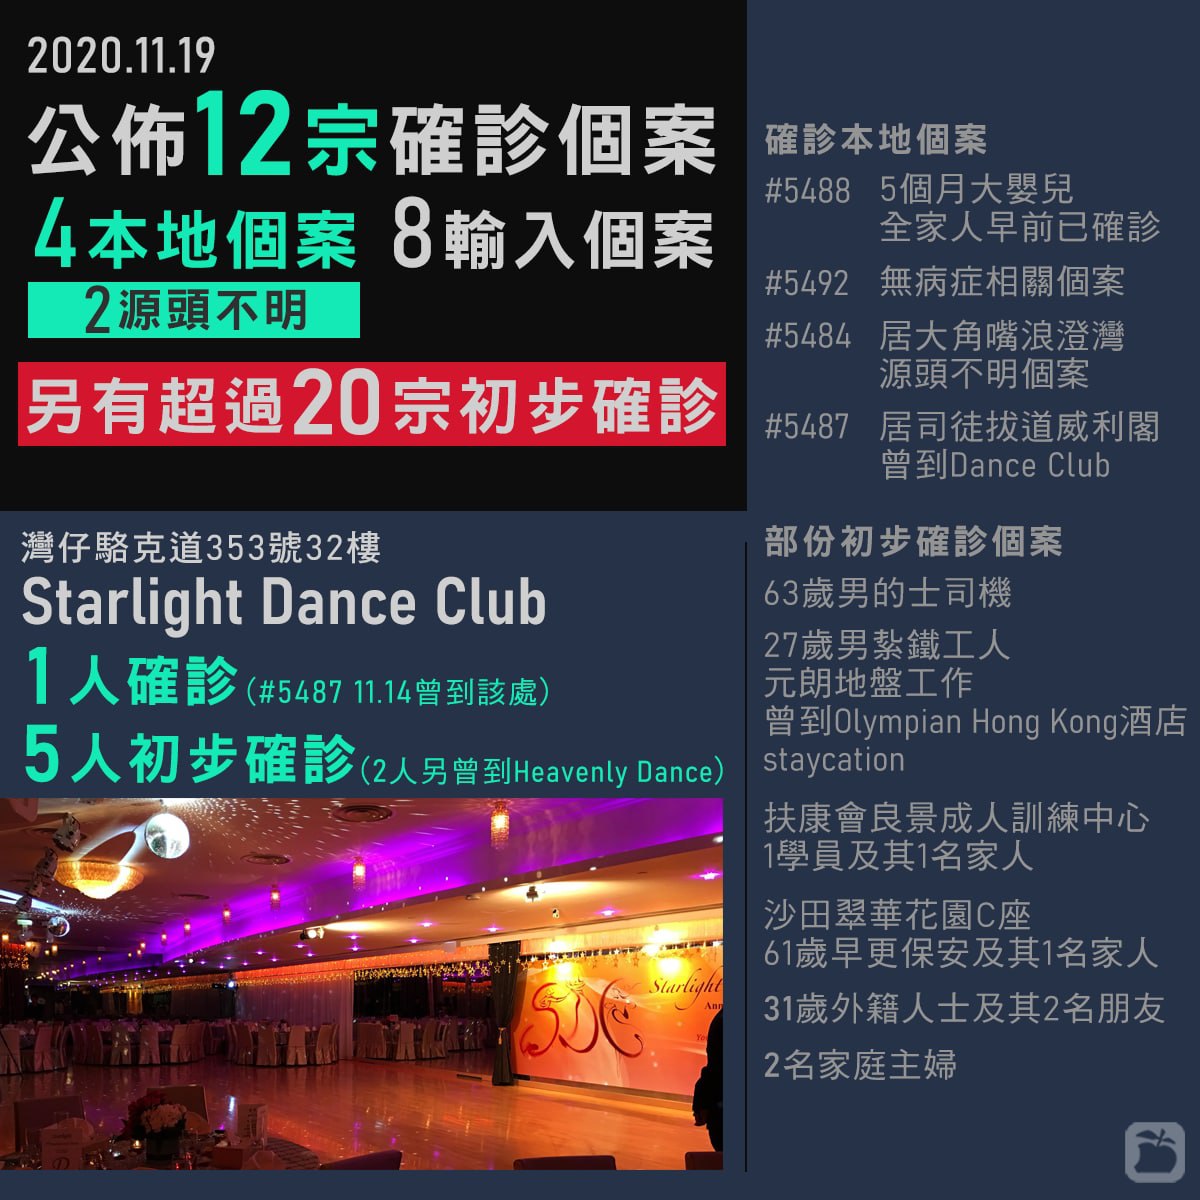 2020.11.19
公佈12宗確診個案
4本地個案 8輸入個案
2源頭不明
另有超過20宗初步確診
確診本地個案
#5488 5個月大嬰兒
全家人早前已確診
#5492 無病症相關個案
#5484 居大角嘴浪澄灣
源頭不明個案
#5487 居司徒拔道威利閣
曾到Dance Club
灣仔駱克道353號32樓
Starlight Dance Club
1人確診(#5487 11.14曾到該處)
5人初步確診(2人另曾到Heavenly Dance)
Starlight
SDC
部份初步確診個案
63歲男的士司機
27歲男紮鐵工人
元朗地盤工作
曾到Olympian Hong Kong酒店
staycation
扶康會良景成人訓練中心
1學員及其1名家人
沙田翠華花園C座
61歲早更保安及其1名家人
31歲外籍人士及其2名朋友
2名家庭主婦